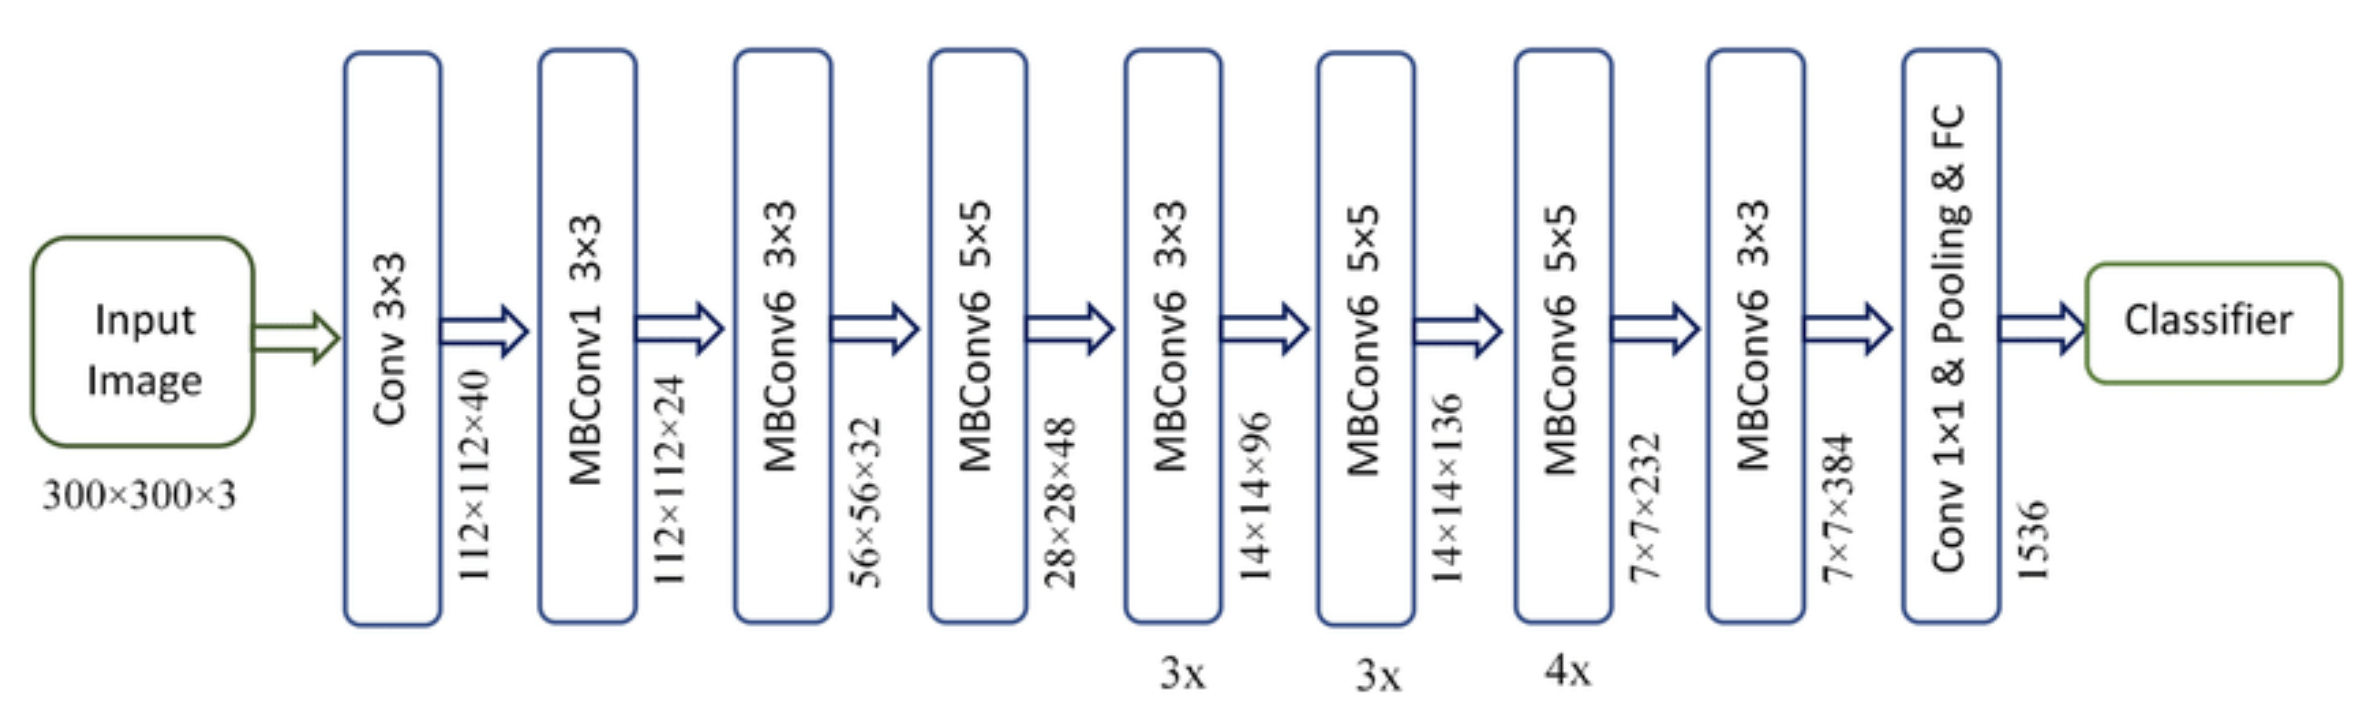 Input
Image
300×300×3
Conv 3×3
112×112×40
MBConv1 3×3
112×112×24
MBConv6 3×3
56×56×32
MBConv6 5×5
28×28×48
MBConv6 3×3
3x
14×14×96
MBConv6 5×5
3x
14×14×136
MBConv6 5×5
4x
7×7×232
MBConv6 3×3
7×7×384
Conv 1×1 & Pooling & FC
1536
Classifier